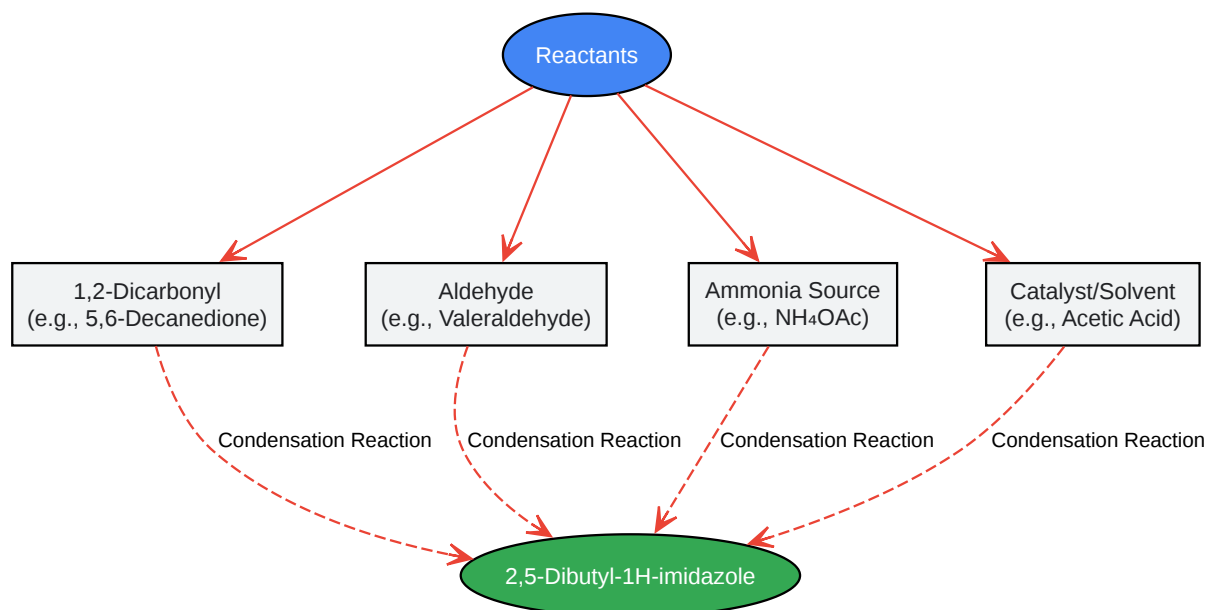 Reactants
1,2-Dicarbonyl
(e.g., 5,6-Decanedione)
Aldehyde
(e.g., Valeraldehyde)
Ammonia Source
(e.g., NH₄OAc)
Catalyst/Solvent
(e.g., Acetic Acid)
Condensation Reaction
Condensation Reaction
Condensation Reaction
Condensation Reaction
2,5-Dibutyl-1H-imidazole